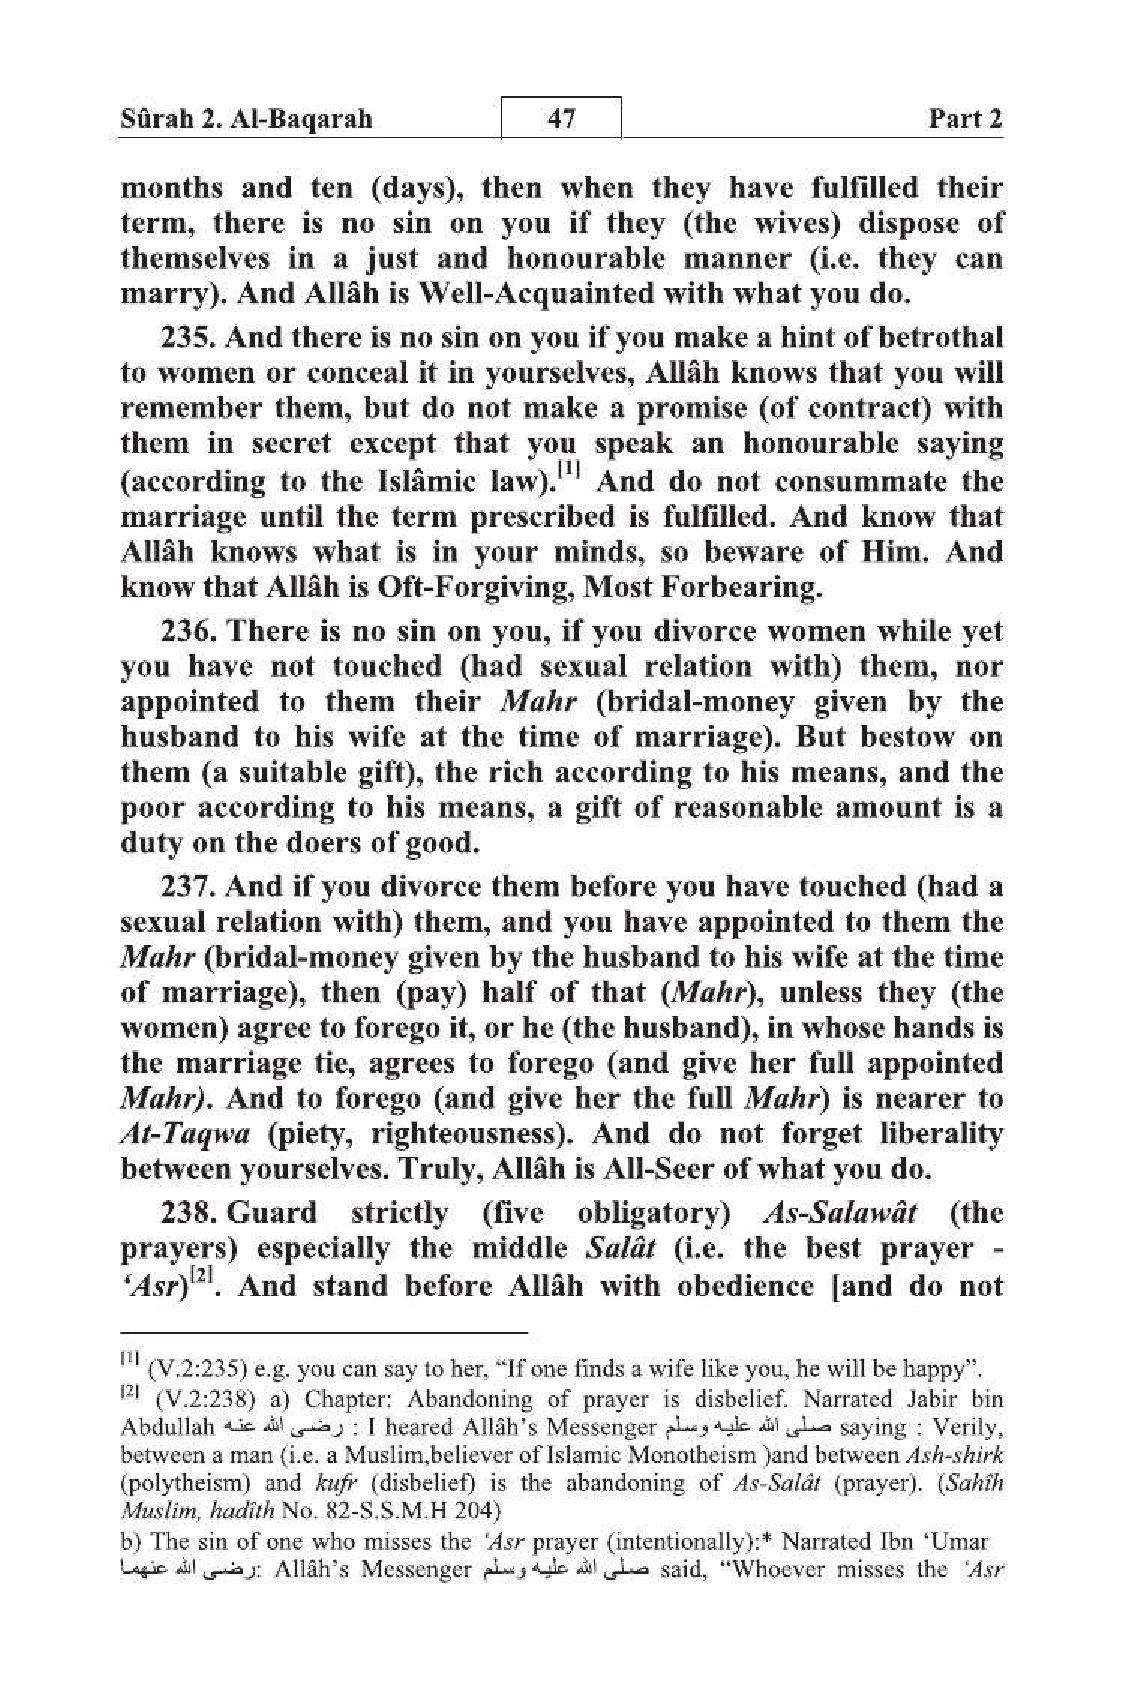 Sûrah 2. Al-Baqarah 47 Part 2
months and ten (days), then when they have fulfilled their
term, there is no sin on you if they (the wives) dispose of
themselves in a just and honourable manner (i.e. they can
marry). And Allâh is Well-Acquainted with what you do.
235. And there is no sin on you if you make a hint of betrothal
to women or conceal it in yourselves, Allâh knows that you will
remember them, but do not make a promise (of contract) with
them in secret except that you speak an honourable saying
(according to the Islâmic law).[1] And do not consummate the
marriage until the term prescribed is fulfilled. And know that
Allâh knows what is in your minds, so beware of Him. And
know that Allâh is Oft-Forgiving, Most Forbearing.
236. There is no sin on you, if you divorce women while yet
you have not touched (had sexual relation with) them, nor
appointed to them their Mahr (bridal-money given by the
husband to his wife at the time of marriage). But bestow on
them (a suitable gift), the rich according to his means, and the
poor according to his means, a gift of reasonable amount is a
duty on the doers of good.
237. And if you divorce them before you have touched (had a
sexual relation with) them, and you have appointed to them the
Mahr (bridal-money given by the husband to his wife at the time
of marriage), then (pay) half of that (Mahr), unless they (the
women) agree to forego it, or he (the husband), in whose hands is
the marriage tie, agrees to forego (and give her full appointed
Mahr). And to forego (and give her the full Mahr) is nearer to
At-Taqwa (piety, righteousness). And do not forget liberality
between yourselves. Truly, Allâh is All-Seer of what you do.
238. Guard strictly (five obligatory) As-Salawât (the
prayers) especially the middle Salât (i.e. the best prayer -
‘Asr)[2]. And stand before Allâh with obedience [and do not
[1] (V.2:235) e.g. you can say to her, “If one finds a wife like you, he will be happy”.
[2] (V.2:238) a) Chapter: Abandoning of prayer is disbelief. Narrated Jabir bin
Abdullah رضى الله عنه : I heared Allâh’s Messenger صلى الله عليه وسلم saying : Verily,
between a man (i.e. a Muslim,believer of Islamic Monotheism )and between Ash-shirk
(polytheism) and kufr (disbelief) is the abandoning of As-Salât (prayer). (Sahîh
Muslim, hadîth No. 82-S.S.M.H 204)
b) The sin of one who misses the ‘Asr prayer (intentionally):* Narrated Ibn ‘Umar
رضى الله عنهما: Allâh’s Messenger صلى الله عليه وسلم said, “Whoever misses the ‘Asr